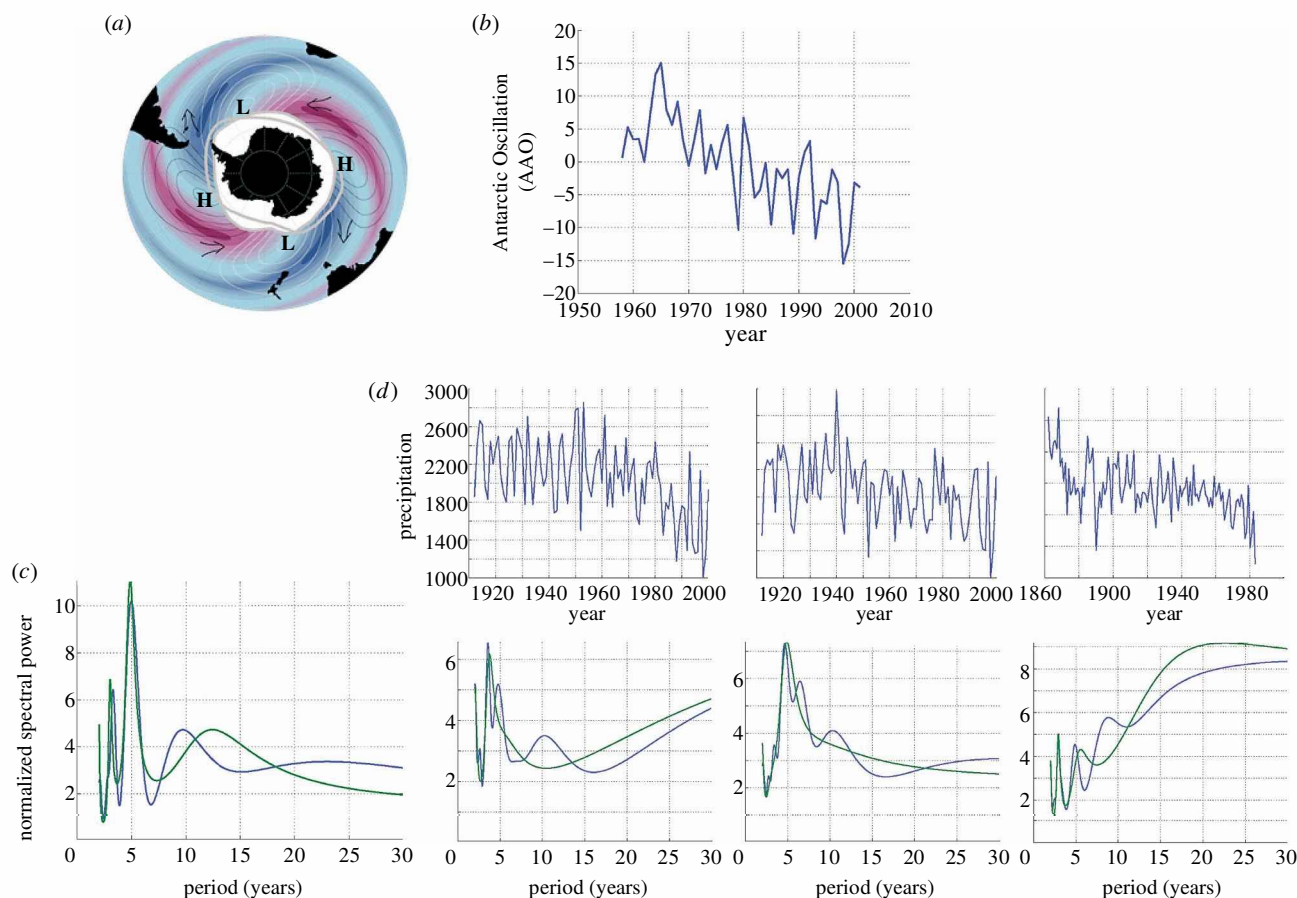 (a)
L
H
H
L
(b)
Antarctic Oscillation
(AAO)
20
15
10
5
0
−5
−10
−15
−20
1950 1960 1970 1980 1990 2000 2010
year
(d)
precipitation
3000
2600
2200
1800
1400
1000
1920 1940 1960 1980 2000
year
1920 1940 1960 1980 2000
year
1860 1900 1940 1980
year
(c)
normalized spectral power
10
8
6
4
2
0 5 10 15 20 25 30
period (years)
6
4
2
0 5 10 15 20 25 30
period (years)
6
4
2
0 5 10 15 20 25 30
period (years)
8
6
4
2
0 5 10 15 20 25 30
period (years)